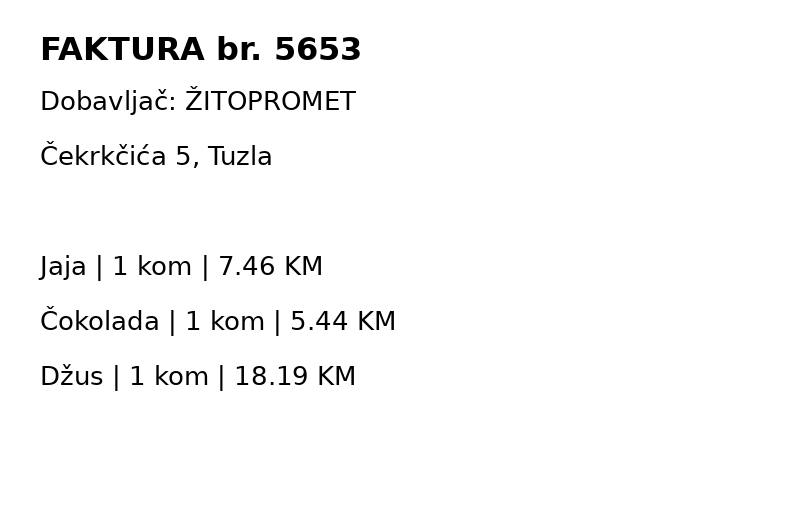 FAKTURA br. 5653
Dobavljač: ŽITOPROMET
Čekrkčića 5, Tuzla
Jaja | 1 kom | 7.46 KM
Čokolada | 1 kom | 5.44 KM
Džus | 1 kom | 18.19 KM